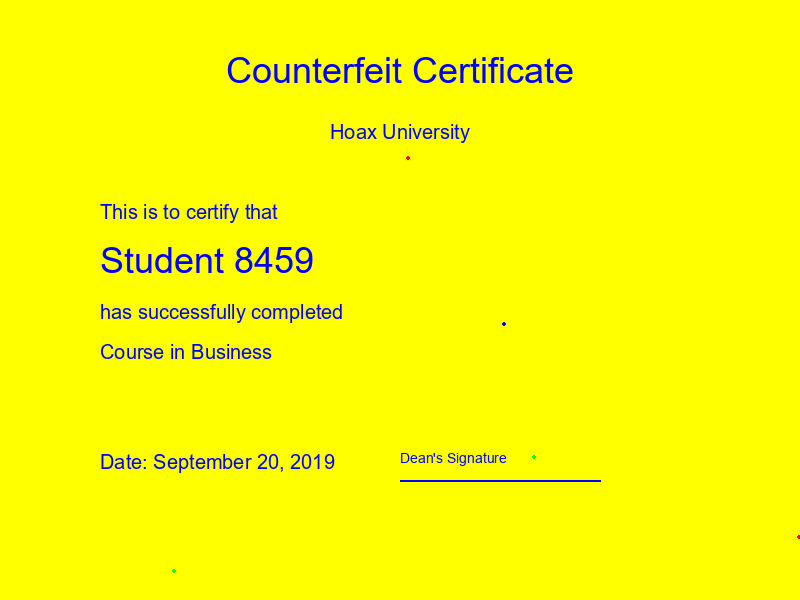 Counterfeit Certificate
Hoax University
This is to certify that
Student 8459
has successfully completed
Course in Business
Date: September 20, 2019
Dean's Signature